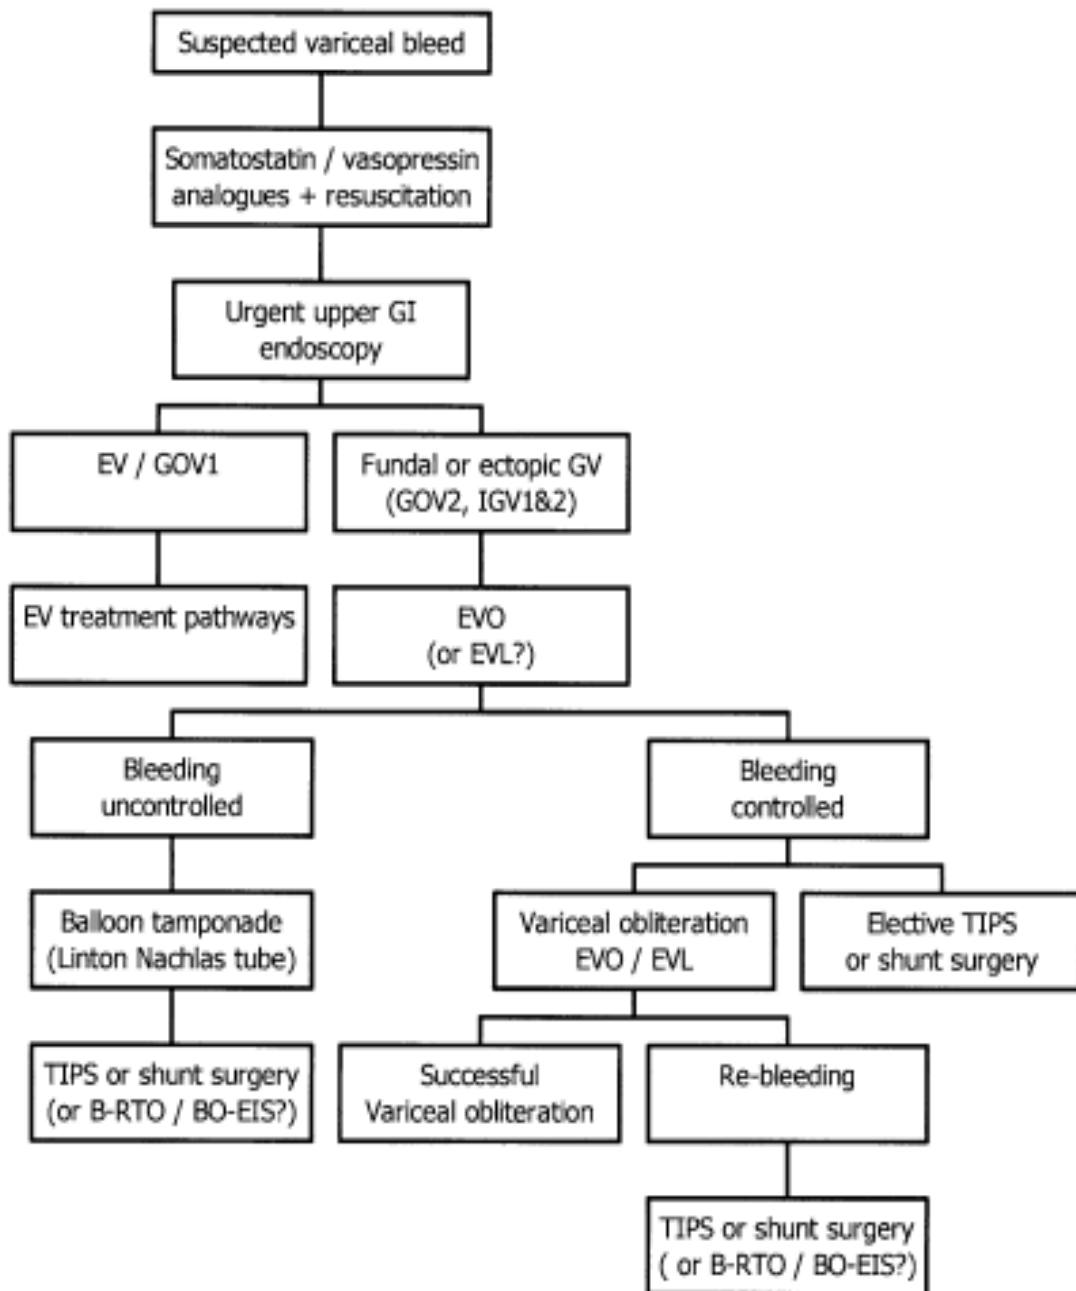 Suspected variceal bleed
Somatostatin / vasopressin
analogues + resuscitation
Urgent upper GI
endoscopy
EV / GOV1
Fundal or ectopic GV
(GOV2, IGV1&2)
EV treatment pathways
EVO
(or EVL?)
Bleeding
uncontrolled
Bleeding
controlled
Balloon tamponade
(Linton Nachlas tube)
Variceal obliteration
EVO / EVL
Elective TIPS
or shunt surgery
TIPS or shunt surgery
(or B-RTO / BO-EIS?)
Successful
Variceal obliteration
Re-bleeding
TIPS or shunt surgery
( or B-RTO / BO-EIS?)